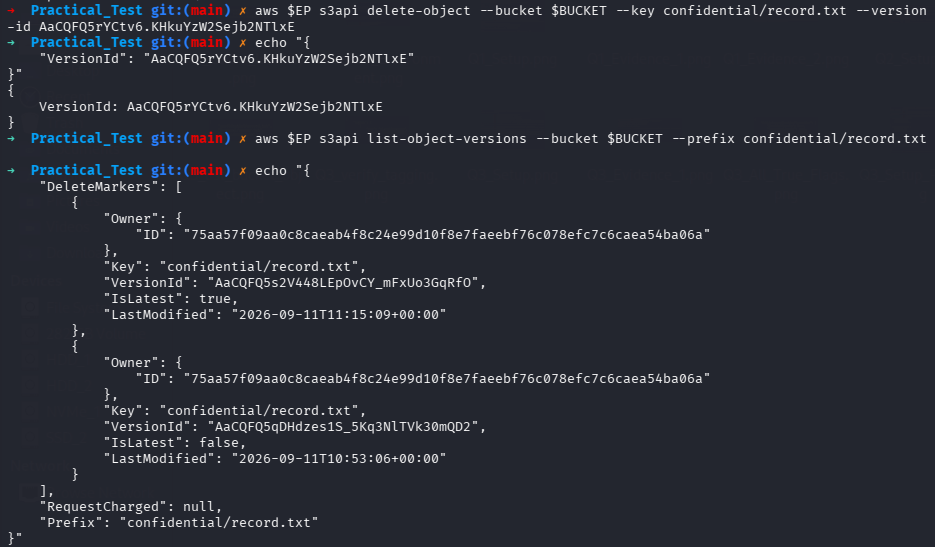 →  Practical_Test git:(main) ✗ aws $EP s3api delete-object --bucket $BUCKET --key confidential/record.txt --version
-id AaCQFQ5rYCtv6.KHkuYzW2Sejb2NTlxE
→  Practical_Test git:(main) ✗ echo "{
    "VersionId": "AaCQFQ5rYCtv6.KHkuYzW2Sejb2NTlxE"
}"
{
    VersionId: AaCQFQ5rYCtv6.KHkuYzW2Sejb2NTlxE
}
→  Practical_Test git:(main) ✗ aws $EP s3api list-object-versions --bucket $BUCKET --prefix confidential/record.txt
→  Practical_Test git:(main) ✗ echo "{
    "DeleteMarkers": [
        {
            "Owner": {
                "ID": "75aa57f09aa0c8caeab4f8c24e99d10f8e7faeebf76c078efc7c6caea54ba06a"
            },
            "Key": "confidential/record.txt",
            "VersionId": "AaCQFQ5s2V448LEpOvCY_mFxUo3GqRfO",
            "IsLatest": true,
            "LastModified": "2026-09-11T11:15:09+00:00"
        },
        {
            "Owner": {
                "ID": "75aa57f09aa0c8caeab4f8c24e99d10f8e7faeebf76c078efc7c6caea54ba06a"
            },
            "Key": "confidential/record.txt",
            "VersionId": "AaCQFQ5qDHdzes1S_5Kq3NlTVk30mQD2",
            "IsLatest": false,
            "LastModified": "2026-09-11T10:53:06+00:00"
        }
    ],
    "RequestCharged": null,
    "Prefix": "confidential/record.txt"
}"